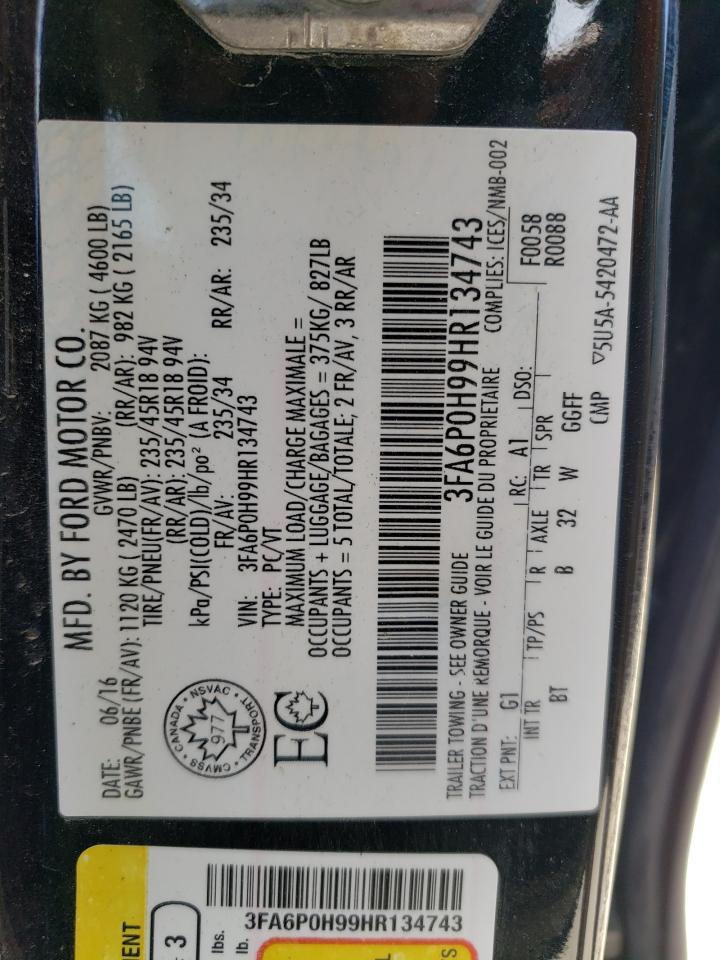 MFD. BY FORD MOTOR CO.
DATE: 06/16 GVWR/PNBV: 2087 KG ( 4600 LB)
GAWR/PNBE (FR/AV): 1120 KG ( 2470 LB) (RR/AR): 982 KG ( 2165 LB)
TIRE/PNEU(FR/AV): 235/45R18 94V
(RR/AR): 235/45R18 94V
kPa/PSI(COLD)/lb/po² (A FROID):
FR/AV: 235/34 RR/AR: 235/34
VIN: 3FA6P0H99HR134743
TYPE: PC/VT
MAXIMUM LOAD/CHARGE MAXIMALE =
OCCUPANTS + LUGGAGE/BAGAGES = 375KG/ 827LB
OCCUPANTS = 5 TOTAL/TOTALE; 2 FR/AV, 3 RR/AR
CANADA • NSVAC • TRANSPORT • CMVSS •
977
EC
3FA6P0H99HR134743
TRAILER TOWING - SEE OWNER GUIDE COMPLIES: ICES/NMB-002
TRACTION D'UNE REMORQUE - VOIR LE GUIDE DU PROPRIETAIRE
EXT PNT: G1 RC: A1 DSO: F0058
R0088
INT TR TP/PS R AXLE TR SPR
BT B 32 W GGFF
CMP ▽5U5A-5420472-AA
3FA6P0H99HR134743
3
lbs.
lb.